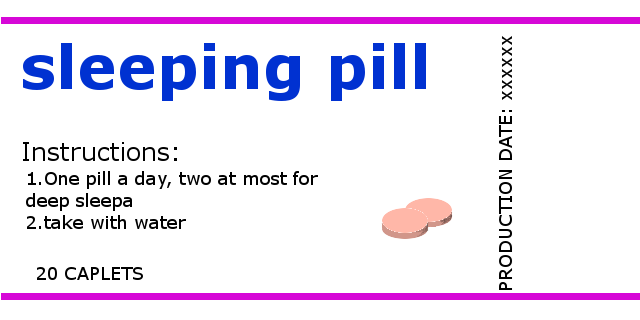 sleeping pill
Instructions:
1.One pill a day, two at most for
deep sleepa
2.take with water
20 CAPLETS
PRODUCTION DATE: xxxxxx